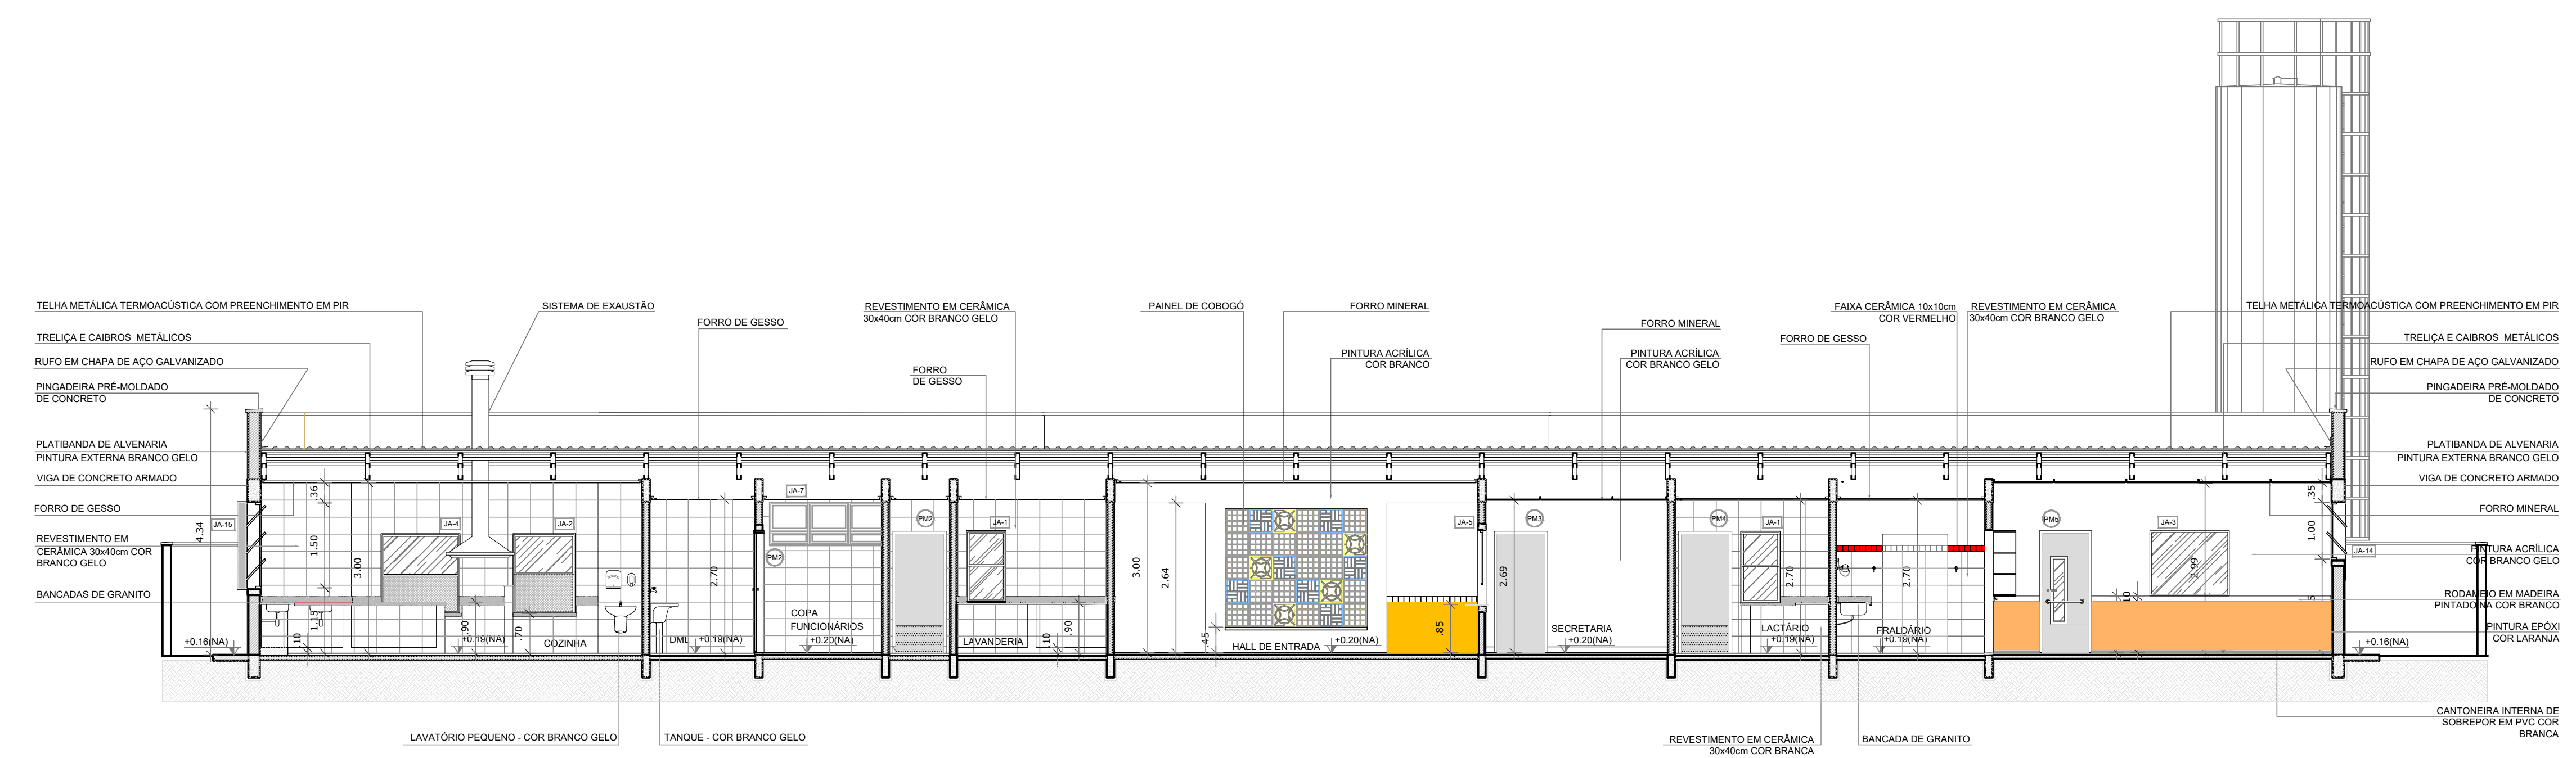 TELHA METÁLICA TERMOACÚSTICA COM PREENCHIMENTO EM PIR
TRELIÇA E CAIBROS METÁLICOS
RUFO EM CHAPA DE AÇO GALVANIZADO
PINGADEIRA PRÉ-MOLDADO
DE CONCRETO
PLATIBANDA DE ALVENARIA
PINTURA EXTERNA BRANCO GELO
VIGA DE CONCRETO ARMADO
FORRO DE GESSO
REVESTIMENTO EM
CERÂMICA 30x40cm COR
BRANCO GELO
BANCADAS DE GRANITO
+0.16(NA)
4.34
JA-15
SISTEMA DE EXAUSTÃO
FORRO DE GESSO
REVESTIMENTO EM CERÂMICA
30x40cm COR BRANCO GELO
FORRO
DE GESSO
PAINEL DE COBOGÓ
FORRO MINERAL
PINTURA ACRÍLICA
COR BRANCO
FORRO MINERAL
PINTURA ACRÍLICA
COR BRANCO GELO
FAIXA CERÂMICA 10x10cm
COR VERMELHO
FORRO DE GESSO
REVESTIMENTO EM CERÂMICA
30x40cm COR BRANCO GELO
.36
1.50
1.15
.10
3.00
JA-4
JA-2
.90
+0.19(NA)
.70
COZINHA
DML
+0.19(NA)
2.70
JA-7
PM2
COPA
FUNCIONÁRIOS
+0.20(NA)
PM2
JA-1
LAVANDERIA
.10
.90
3.00
2.64
.45
HALL DE ENTRADA
+0.20(NA)
JA-5
.85
2.69
PM3
SECRETARIA
+0.20(NA)
PM4
JA-1
2.70
LACTÁRIO
+0.19(NA)
2.70
FRALDÁRIO
+0.19(NA)
PM5
10
JA-3
2.99
.35
1.00
JA-14
+0.16(NA)
TELHA METÁLICA TERMOACÚSTICA COM PREENCHIMENTO EM PIR
TRELIÇA E CAIBROS METÁLICOS
RUFO EM CHAPA DE AÇO GALVANIZADO
PINGADEIRA PRÉ-MOLDADO
DE CONCRETO
PLATIBANDA DE ALVENARIA
PINTURA EXTERNA BRANCO GELO
VIGA DE CONCRETO ARMADO
FORRO MINERAL
PINTURA ACRÍLICA
COR BRANCO GELO
RODAMEIO EM MADEIRA
PINTADO NA COR BRANCO
PINTURA EPÓXI
COR LARANJA
CANTONEIRA INTERNA DE
SOBREPOR EM PVC COR
BRANCA
LAVATÓRIO PEQUENO - COR BRANCO GELO
TANQUE - COR BRANCO GELO
REVESTIMENTO EM CERÂMICA
30x40cm COR BRANCA
BANCADA DE GRANITO